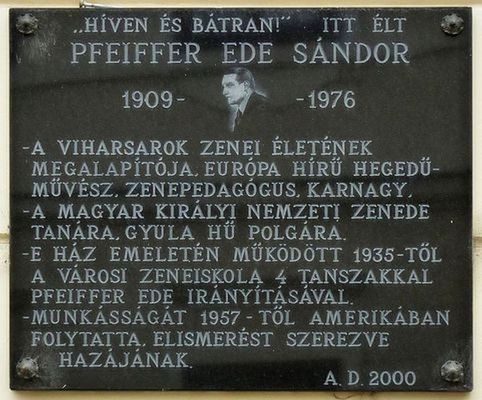 „HÍVEN ÉS BÁTRAN!" ITT ÉLT
PFEIFFER EDE SÁNDOR
1909- -1976
-A VIHARSAROK ZENEI ÉLETÉNEK
MEGALAPÍTÓJA, EURÓPA HÍRŰ HEGEDŰ-
MŰVÉSZ, ZENEPEDAGÓGUS, KARNAGY,
-A MAGYAR KIRÁLYI NEMZETI ZENEDE
TANÁRA, GYULA HŰ POLGÁRA.
-E HÁZ EMELETÉN MŰKÖDÖTT 1935-TŐL
A VÁROSI ZENEISKOLA 4 TANSZAKKAL
PFEIFFER EDE IRÁNYÍTÁSÁVAL.
-MUNKÁSSÁGÁT 1957-TŐL AMERIKÁBAN
FOLYTATTA, ELISMERÉST SZEREZVE
HAZÁJÁNAK.
A. D. 2000